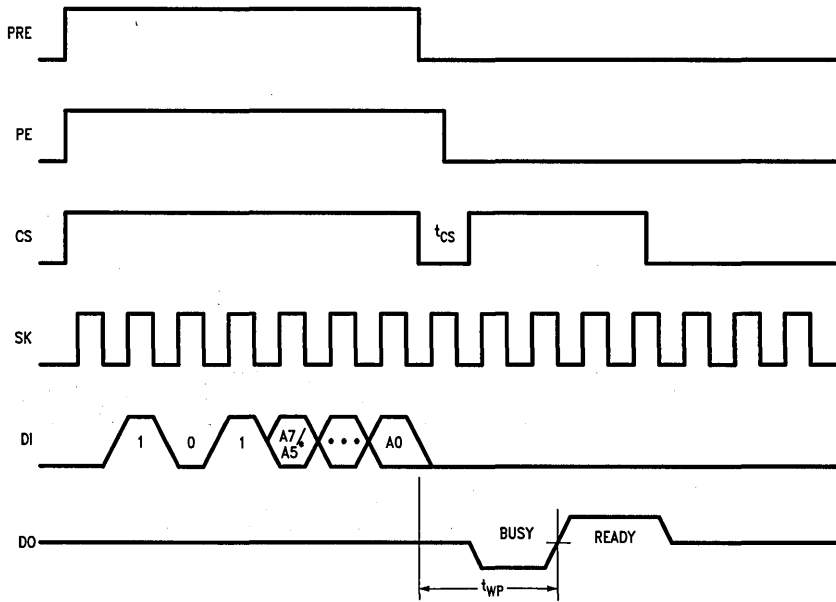 PRE
PE
CS
tCS
SK
DI
1 0 1 A7/A5* ••• A0
DO
BUSY
READY
tWP